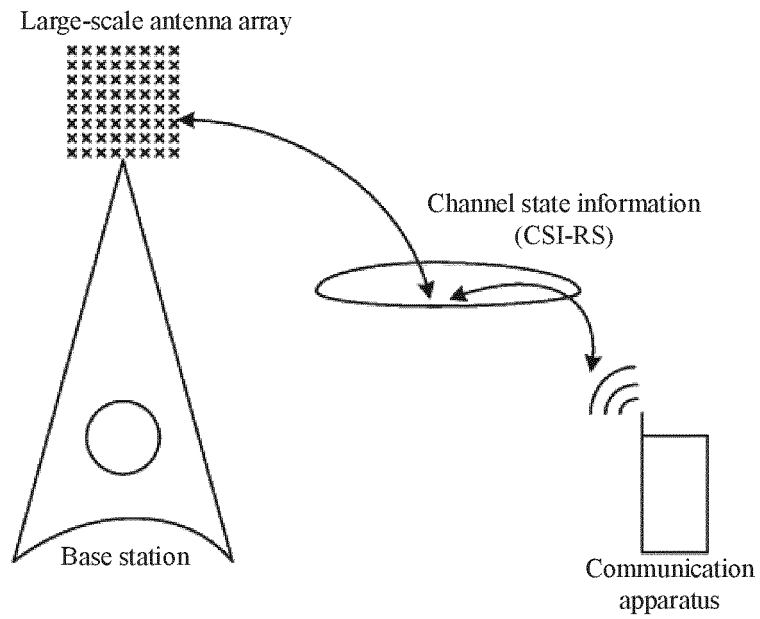 Large-scale antenna array
Channel state information
(CSI-RS)
Base station
Communication
apparatus